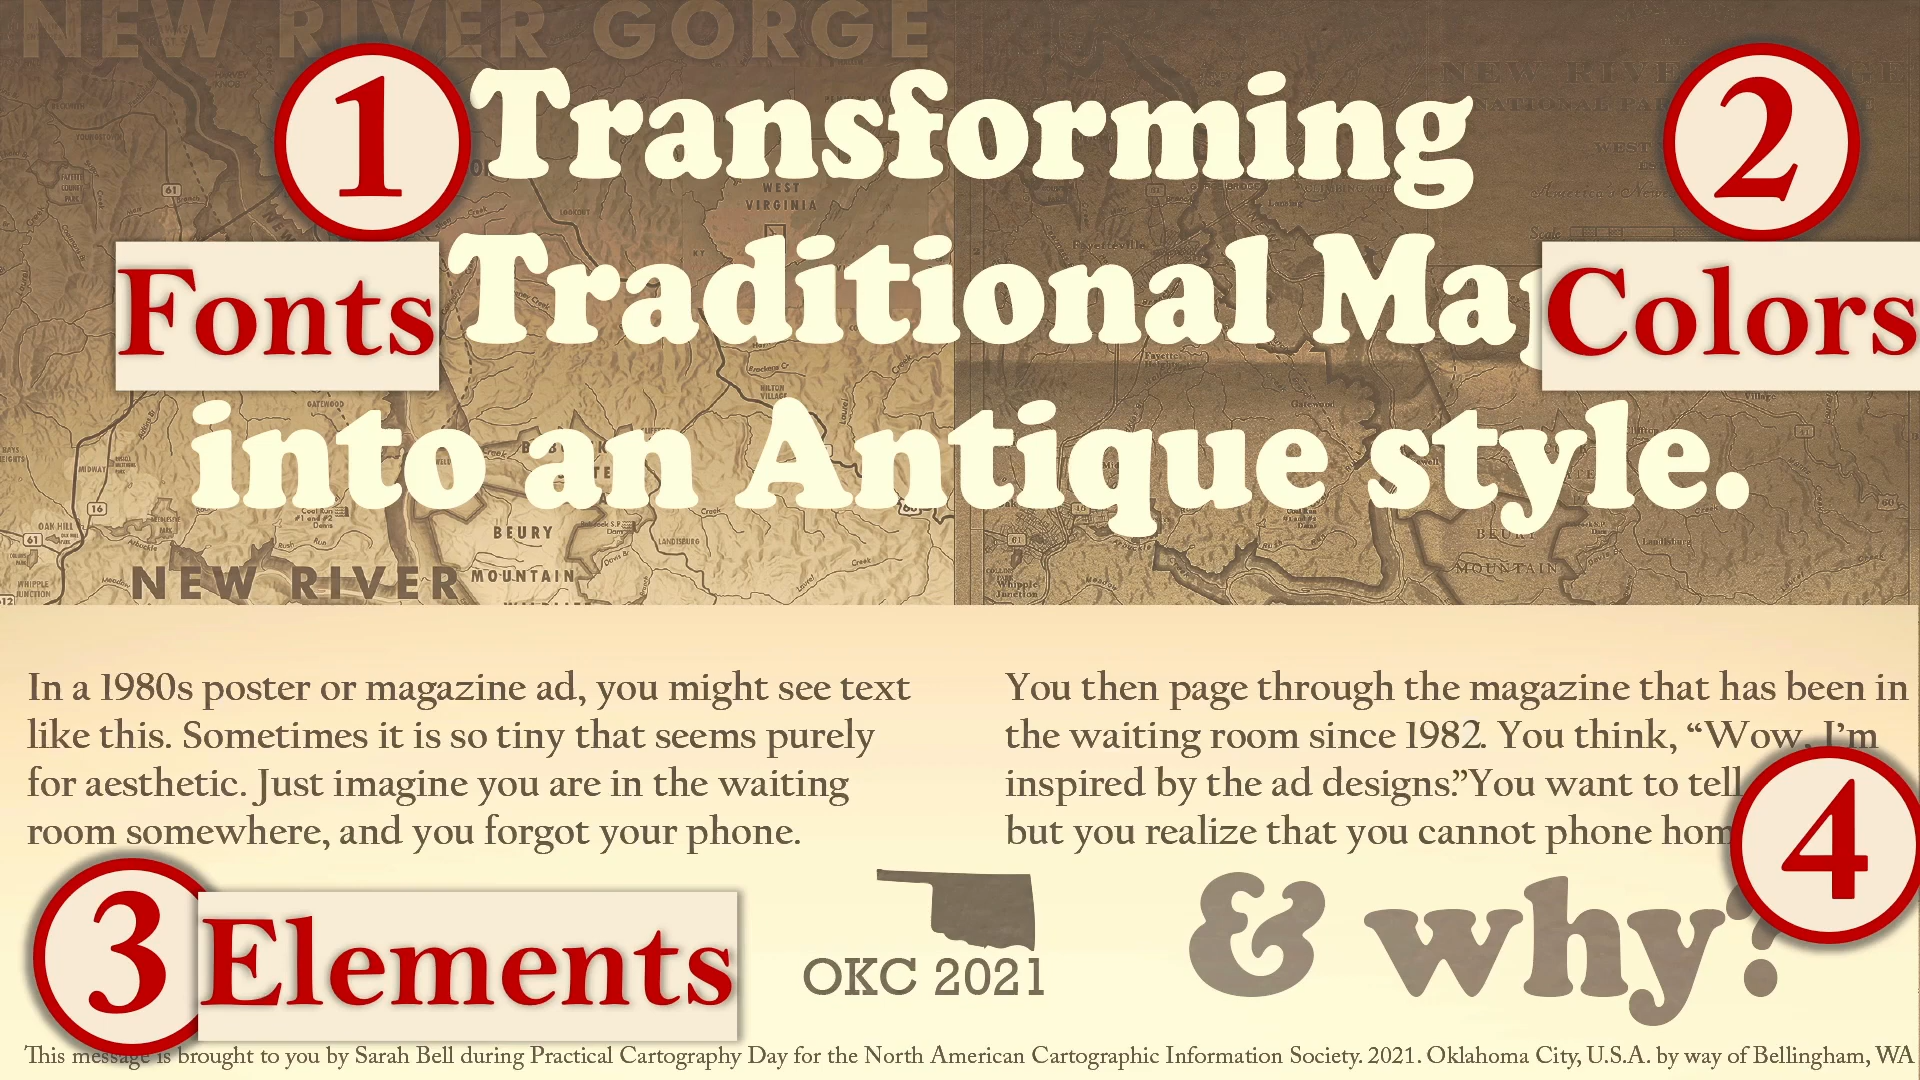 NEW RIVER GORGE
1
2
Transforming
Fonts
Traditional Map
Colors
into an Antique style.
WEST
VIRGINIA
BEURY
MOUNTAIN
NEW RIVER
In a 1980s poster or magazine ad, you might see text
like this. Sometimes it is so tiny that seems purely
for aesthetic. Just imagine you are in the waiting
room somewhere, and you forgot your phone.
You then page through the magazine that has been in
the waiting room since 1982. You think, “Wow, I’m
inspired by the ad designs.” You want to tell
but you realize that you cannot phone hom
4
3
Elements
OKC 2021
& why?
This message is brought to you by Sarah Bell during Practical Cartography Day for the North American Cartographic Information Society. 2021. Oklahoma City, U.S.A. by way of Bellingham, WA